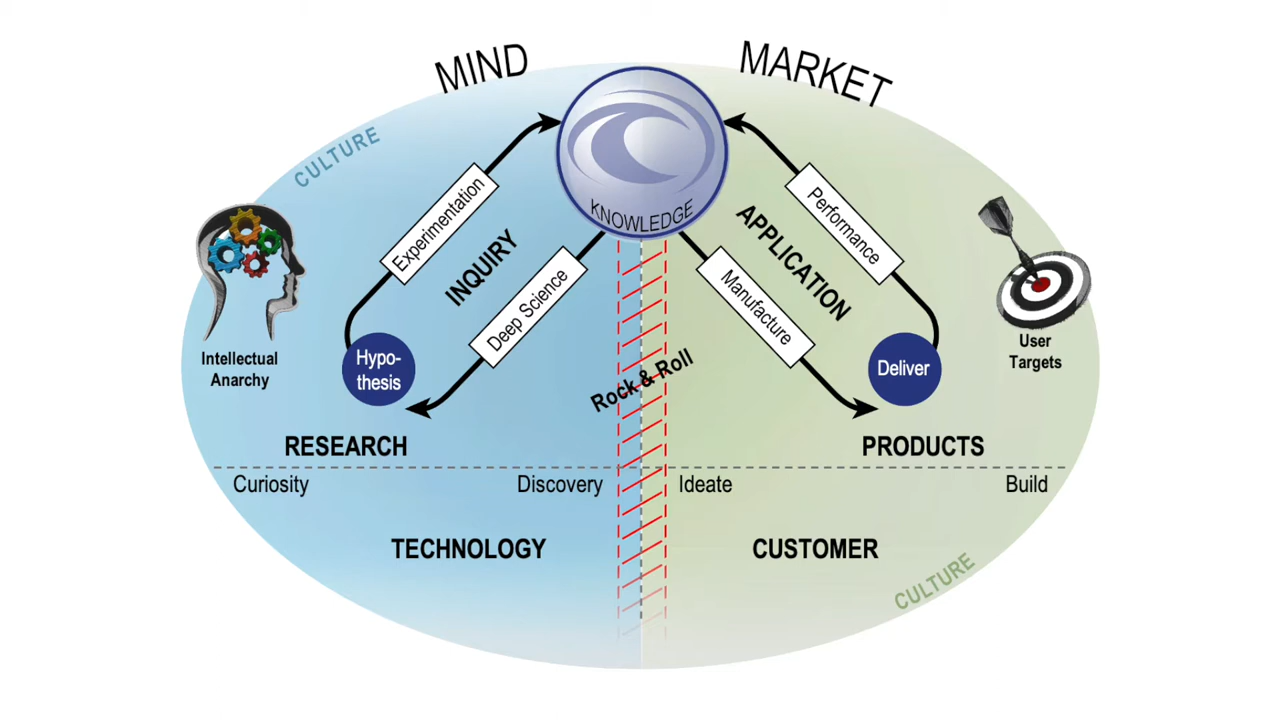 MIND
MARKET
CULTURE
KNOWLEDGE
Experimentation
INQUIRY
Deep Science
Performance
APPLICATION
Manufacture
Intellectual
Anarchy
Hypo-
thesis
Rock & Roll
Deliver
User
Targets
RESEARCH
PRODUCTS
Curiosity
Discovery
Ideate
Build
TECHNOLOGY
CUSTOMER
CULTURE